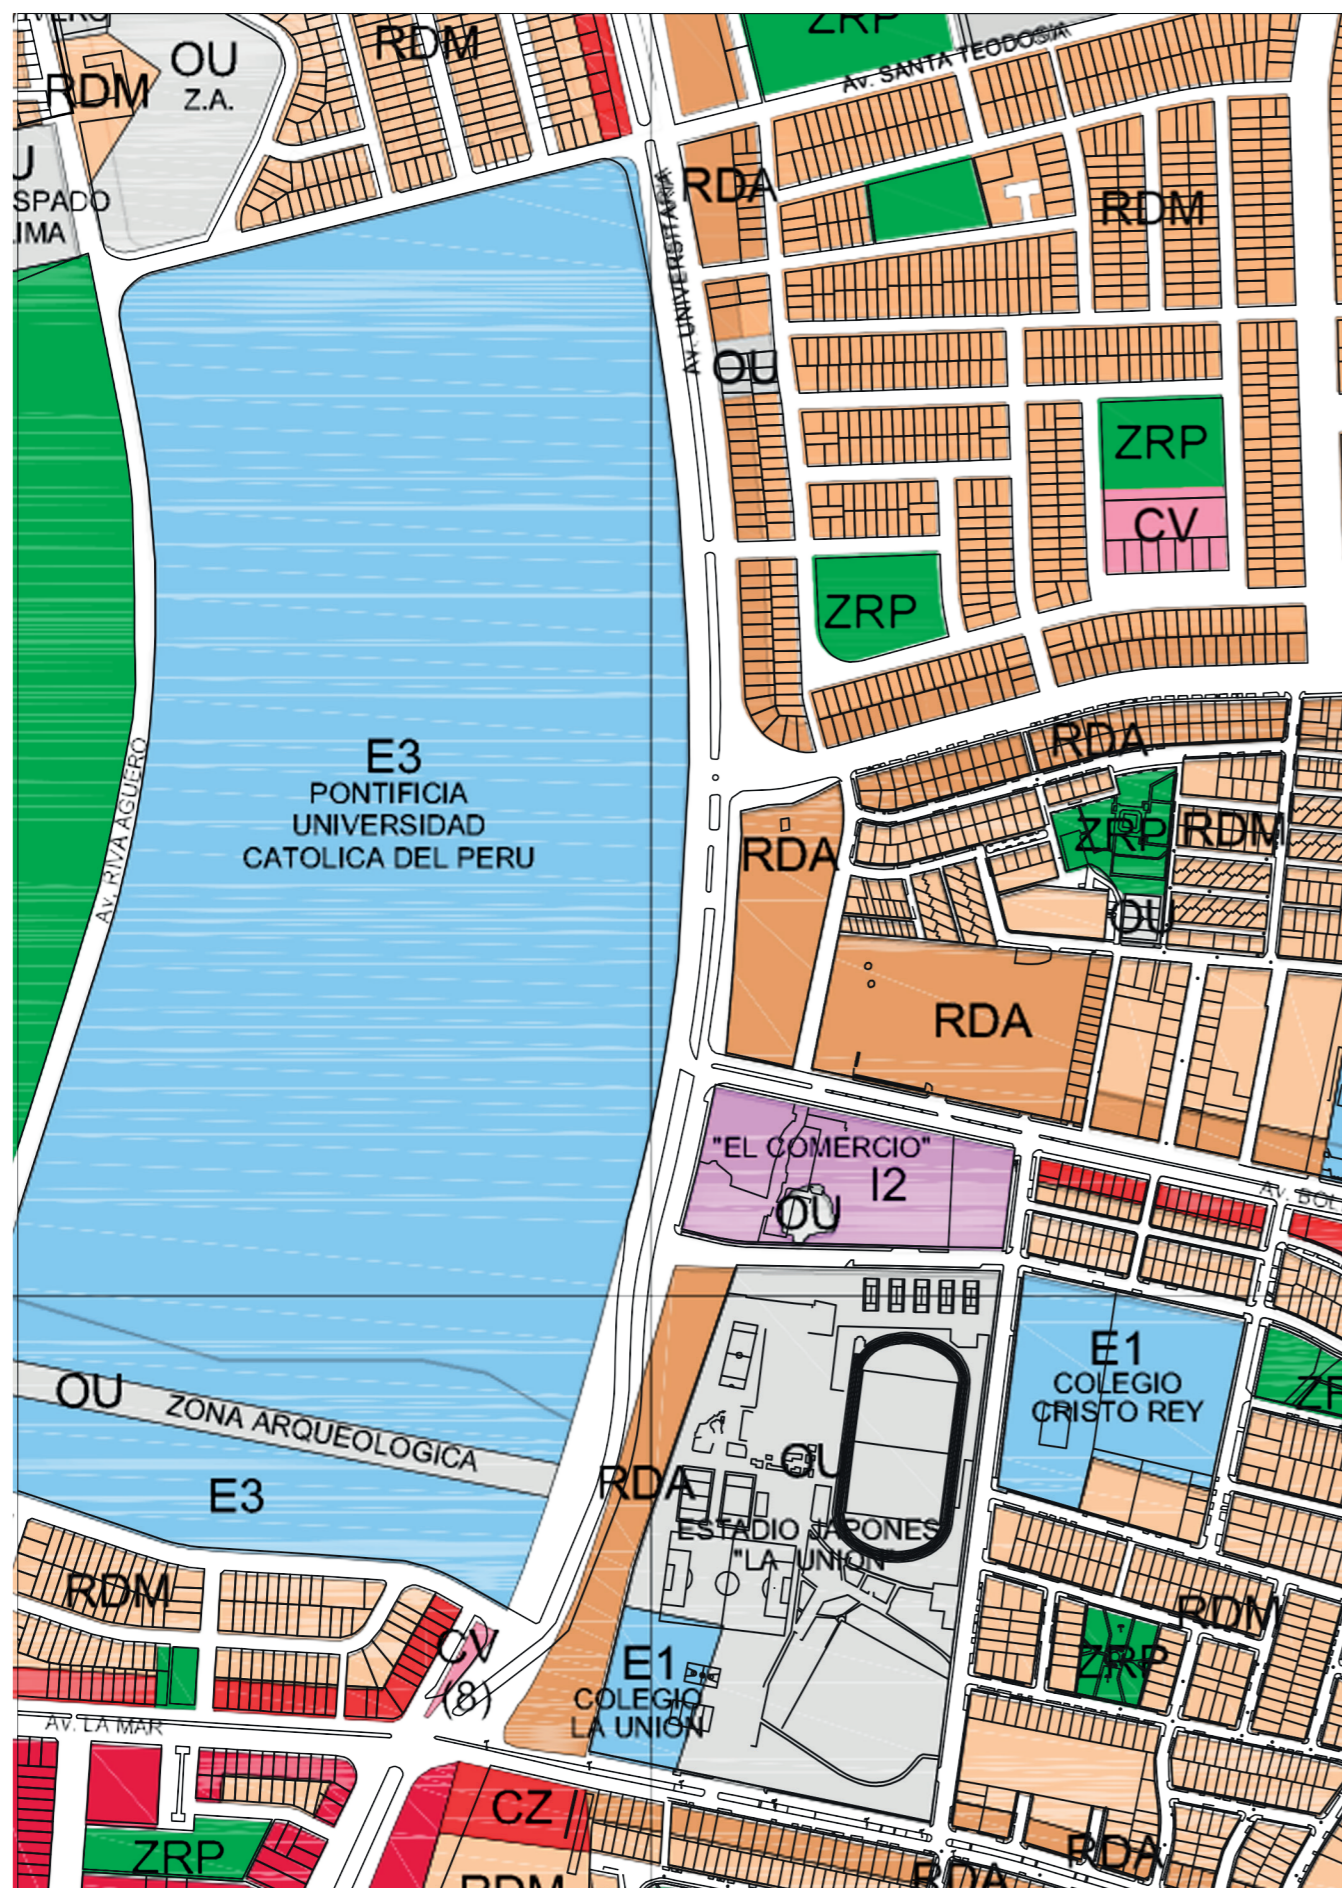 OU
Z.A.
RDM
ZRP
AV. SANTA TEODOSIA
RDM
RDA
AV. UNIVERSITARIA
RDM
OU
ZRP
CV
ZRP
E3
PONTIFICIA
UNIVERSIDAD
CATOLICA DEL PERU
AV. RIVA AGUERO
RDA
RDA
ZRP
RDM
OU
RDA
"EL COMERCIO"
I2
OU
E1
COLEGIO
CRISTO REY
OU
ZONA ARQUEOLOGICA
E3
RDA
OU
ESTADIO JAPONES
"LA UNION"
RDM
RDM
ZRP
CV
(8)
E1
COLEGIO
LA UNION
AV. LA MAR
CZ
ZRP
RDA
RDM
RDA